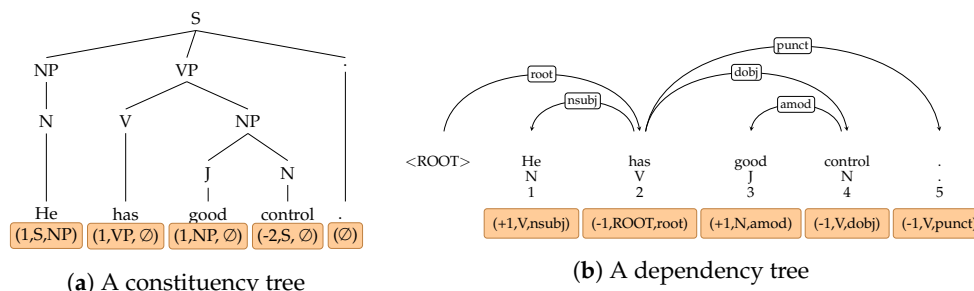 S
NP VP .
N V NP
J N
He has good control .
(1,S,NP) (1,VP, ∅) (1,NP, ∅) (-2,S, ∅) (∅)
(a) A constituency tree
punct
root dobj
nsubj amod
<ROOT> He has good control .
N V J N .
1 2 3 4 5
(+1,V,nsubj) (-1,ROOT,root) (+1,N,amod) (-1,V,dobj) (-1,V,punct)
(b) A dependency tree